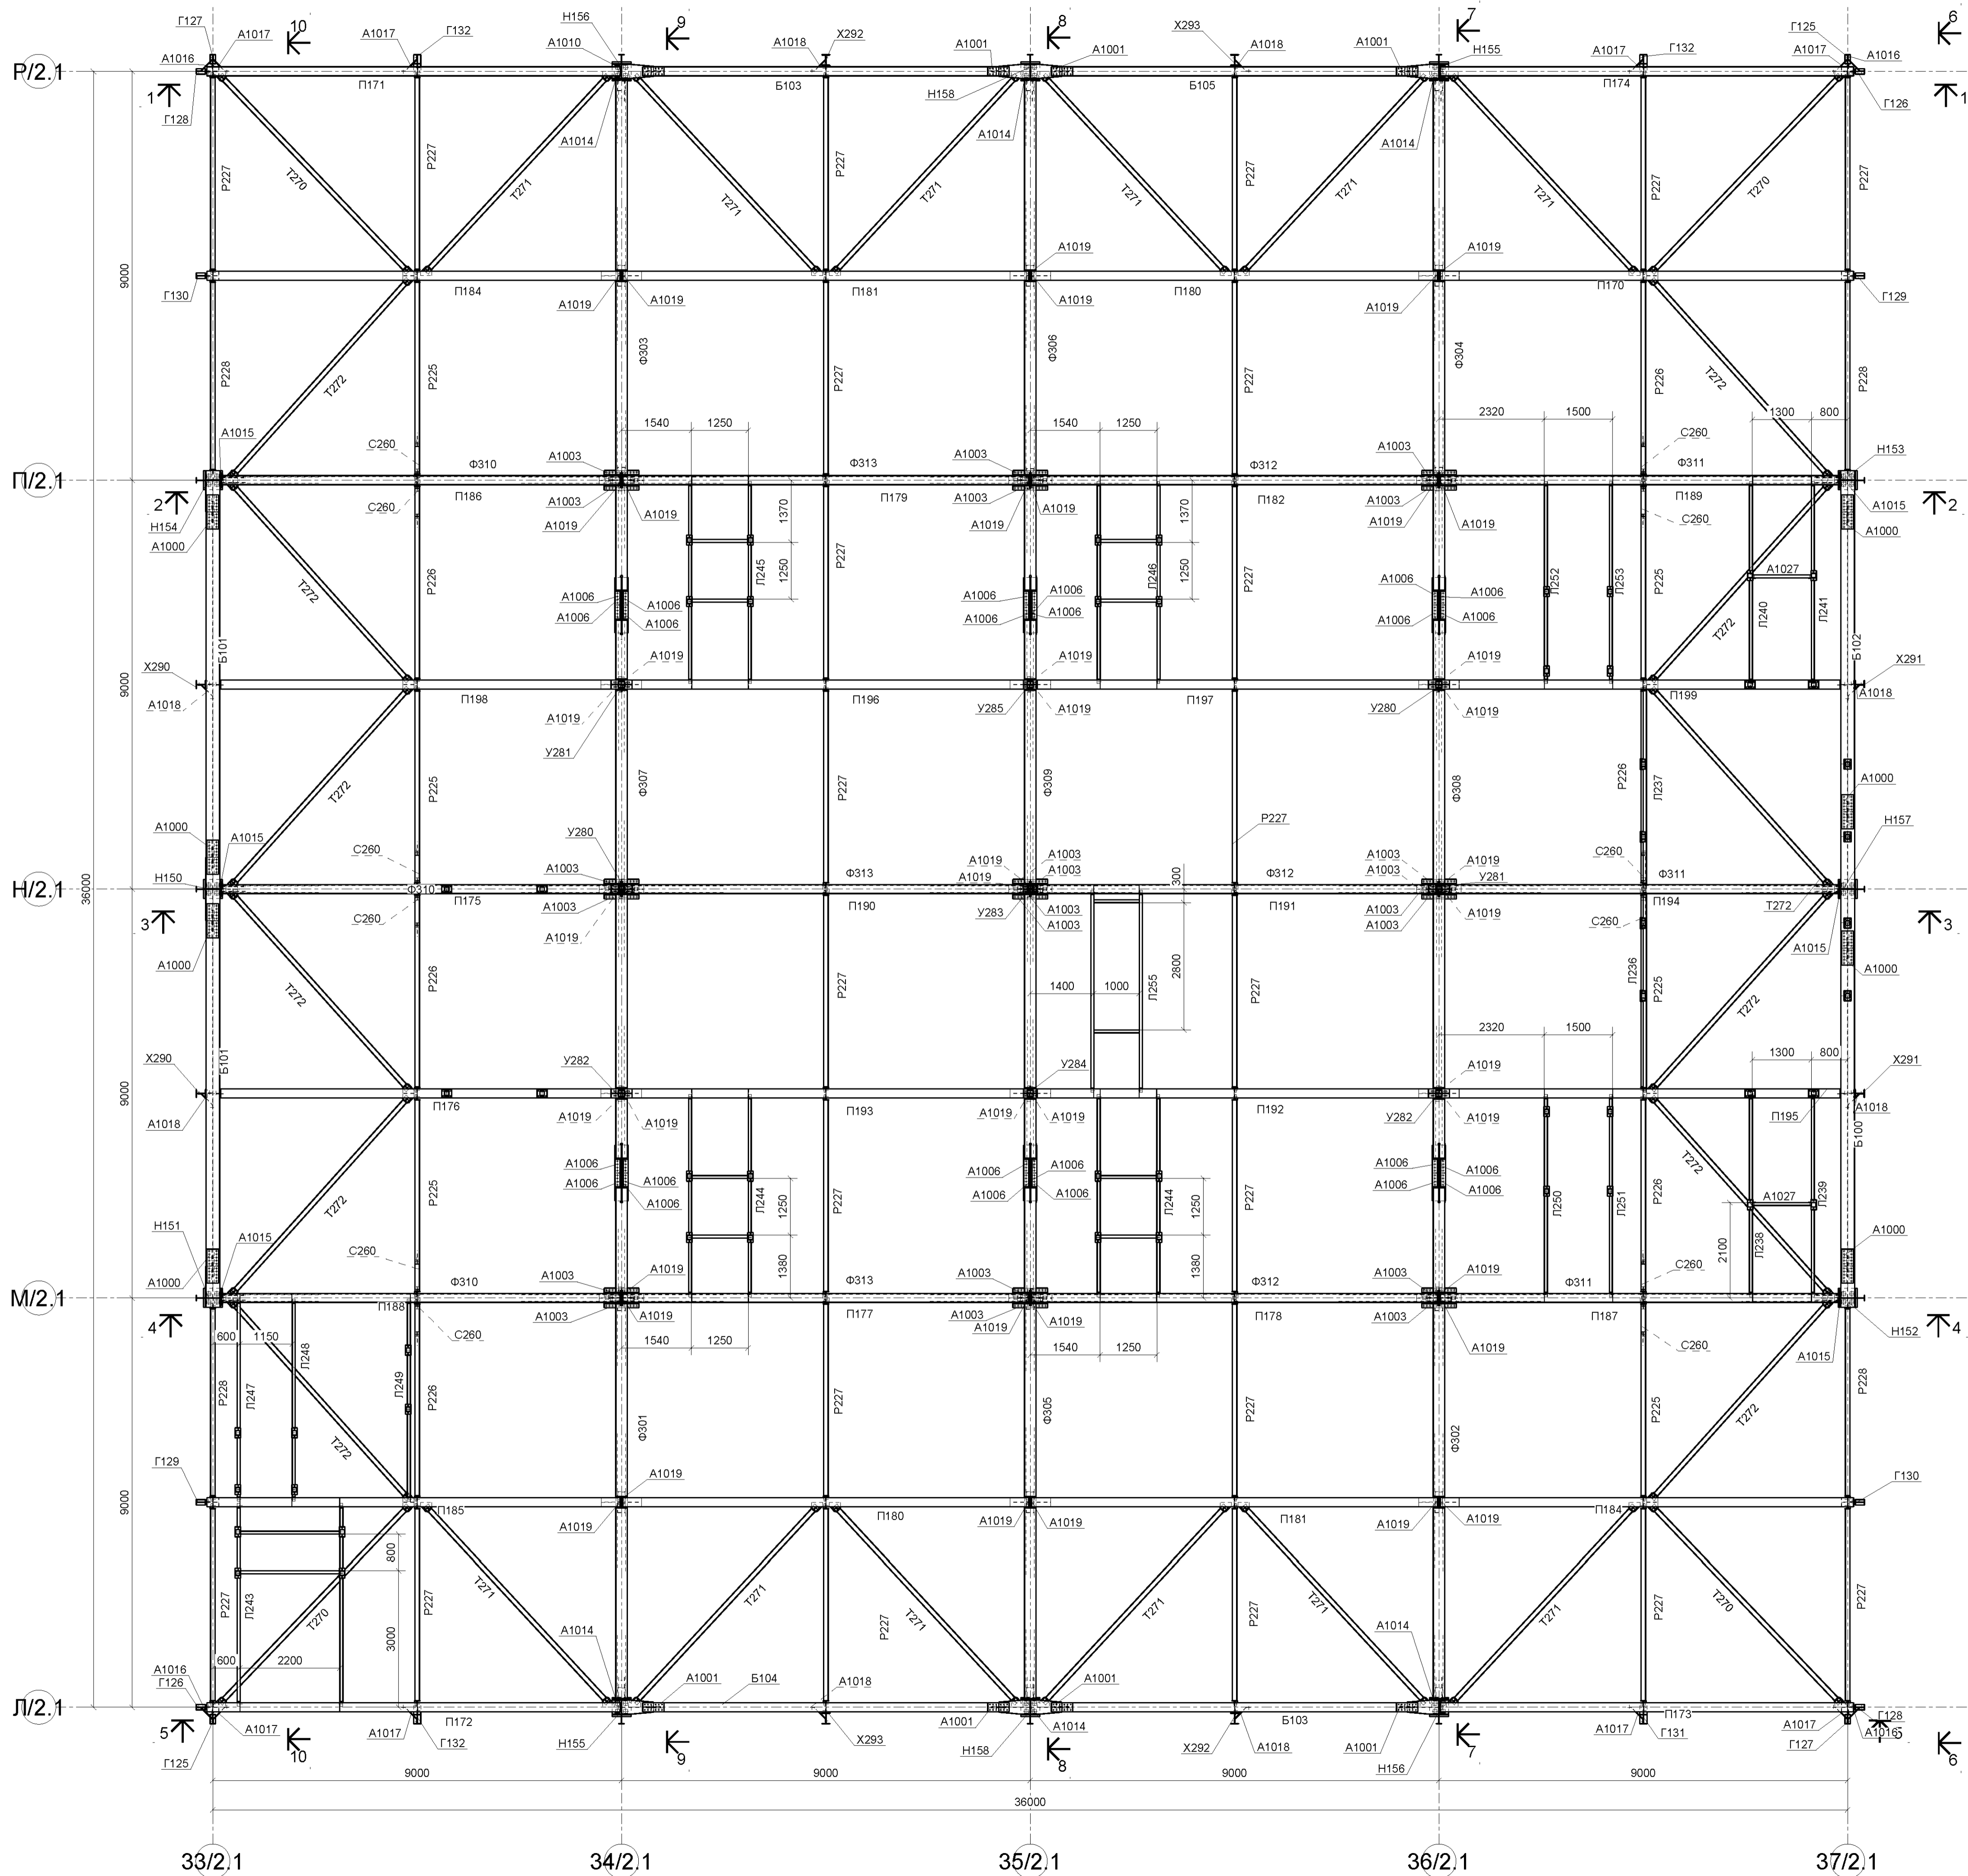 Г127
10
А1017
А1017
Г132
Н156
9
Х292
8
Х293
7
Г125
6
А1016
А1010
А1018
А1001
А1001
А1018
А1001
Н155
А1017
Г132
А1017
А1016
Р/2.1
П171
Б103
Н158
Б105
П174
1
1
Г128
Г126
А1014
А1014
А1014
Р227
Т270
Р227
Т271
Т271
Р227
Т271
Т271
Р227
Т271
Т271
Р227
Т270
Р227
9000
А1019
А1019
Г130
П184
А1019
А1019
П181
А1019
П180
А1019
П170
Г129
Р228
Т272
Р225
Ф303
Р227
Ф306
Р227
Ф304
Р226
Т272
Р228
1540
1250
1540
1250
2320
1500
1300
800
А1015
С260
Ф310
А1003
Ф313
А1003
Ф312
А1003
С260
Ф311
Н153
П/2.1
2
Н154
С260
П186
А1003
А1019
А1019
1370
П179
А1003
А1019
А1019
1370
П182
А1003
А1019
А1019
П189
С260
А1015
2
А1000
А1000
Т272
Р226
А1006
А1006
А1006
А1006
Л245
1250
Р227
А1006
А1006
А1006
А1006
Л246
1250
Р227
А1006
А1006
А1006
А1006
Л252
Л253
Р225
Т272
А1027
Л240
Л241
9000
Б101
Б102
Х290
А1019
А1019
А1019
Х291
А1018
П198
А1019
П196
У285
А1019
П197
У280
А1019
П199
А1018
У281
Т272
Р225
Ф307
Р227
Ф309
Р227
Ф308
Р226
Л237
А1000
А1000
А1015
С260
У280
А1003
Ф313
А1019
А1003
А1003
А1019
300
Ф312
А1003
А1003
А1019
У281
С260
Ф311
Н157
36000
Н/2.1
Н150
Ф310
П175
С260
А1003
А1019
П190
У283
А1003
А1003
П191
А1003
А1003
А1019
П194
С260
Т272
А1015
3
3
А1000
А1000
Т272
Р226
Р227
1400
1000
Л255
2800
Р227
Л236
Р225
Т272
2320
1500
1300
800
9000
Б101
Х290
У282
У284
А1019
Х291
А1018
П176
А1019
А1019
П193
А1019
А1019
П192
У282
А1019
П195
А1018
Б100
Т272
Р225
А1006
А1006
А1006
А1006
Л244
1250
1380
Р227
А1006
А1006
А1006
А1006
Л244
1250
1380
Р227
А1006
А1006
А1006
А1006
Л250
Л251
Р226
Т272
А1027
Л239
2100
Л238
Н151
А1015
А1000
А1000
С260
Ф310
А1003
А1019
Ф313
А1003
Ф312
А1003
Ф311
С260
М/2.1
4
П188
С260
А1003
А1019
П177
А1003
А1019
А1019
П178
А1003
А1019
П187
С260
А1015
Н152
4
600
1150
1540
1250
1540
1250
Р228
Л247
Л248
Л249
Р226
Т272
Ф301
Р227
Ф305
Р227
Ф302
Р225
Т272
Р228
9000
Г129
А1019
Г130
П185
А1019
П180
А1019
А1019
П181
А1019
А1019
П184
800
3000
Р227
Л243
Т270
Р227
Т271
Т271
Р227
Т271
Т271
Р227
Т271
Т271
Р227
Т270
Р227
600
2200
А1014
А1014
А1016
Г126
А1001
Б104
А1018
А1001
Л/2.1
5
А1017
10
А1017
П172
Г132
Н155
9
Х293
А1001
Н158
А1014
8
Х292
Б103
А1018
А1001
Н156
7
А1017
П173
Г131
А1017
Г127
Г128
А1016
5
6
Г125
9000
9000
9000
9000
36000
33/2.1
34/2.1
35/2.1
36/2.1
37/2.1